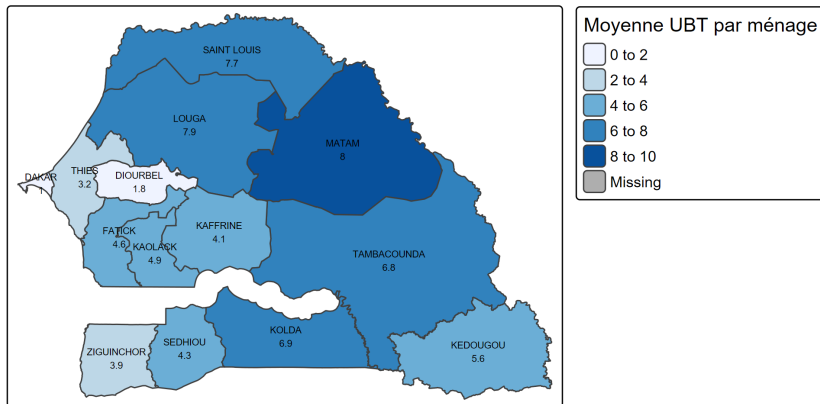 SAINT LOUIS
7.7
LOUGA
7.9
MATAM
8
DAKAR
1
THIES
3.2
DIOURBEL
1.8
FATICK
4.6
KAOLACK
4.9
KAFFRINE
4.1
TAMBACOUNDA
6.8
ZIGUINCHOR
3.9
SEDHIOU
4.3
KOLDA
6.9
KEDOUGOU
5.6
Moyenne UBT par ménage
0 to 2
2 to 4
4 to 6
6 to 8
8 to 10
Missing